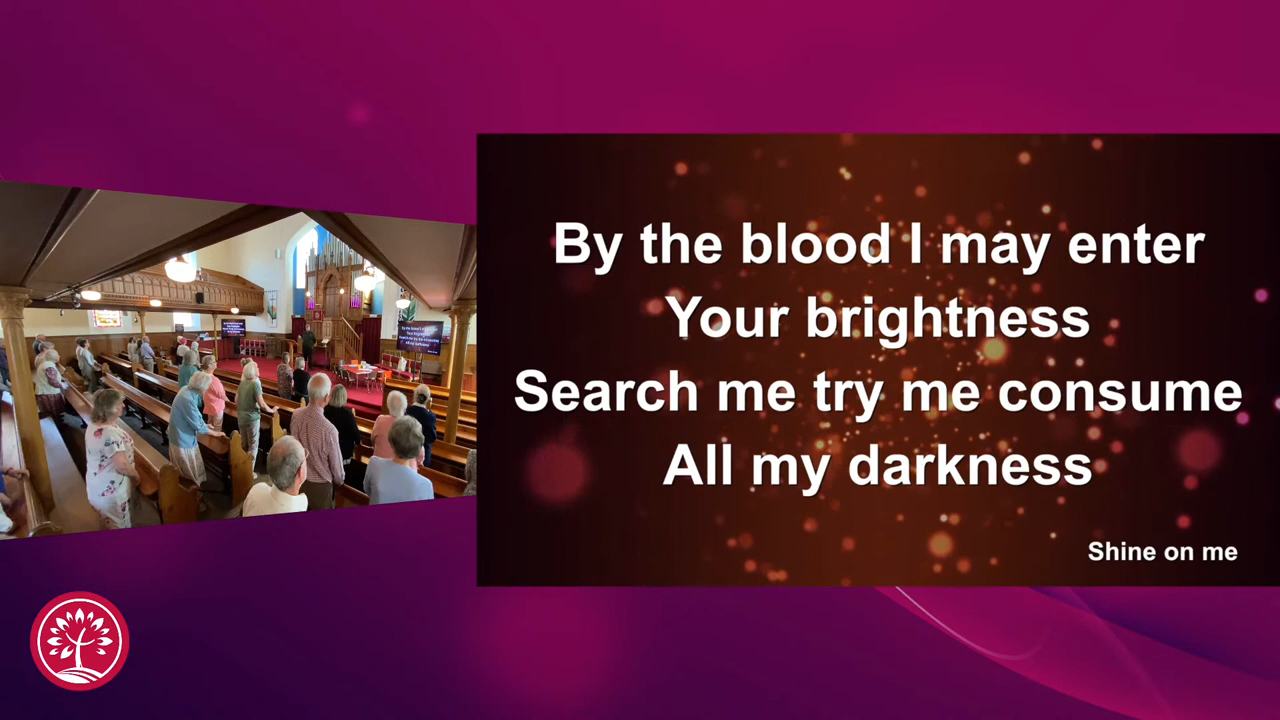 By the blood I may enter
Your brightness
Search me try me consume
All my darkness
Shine on me